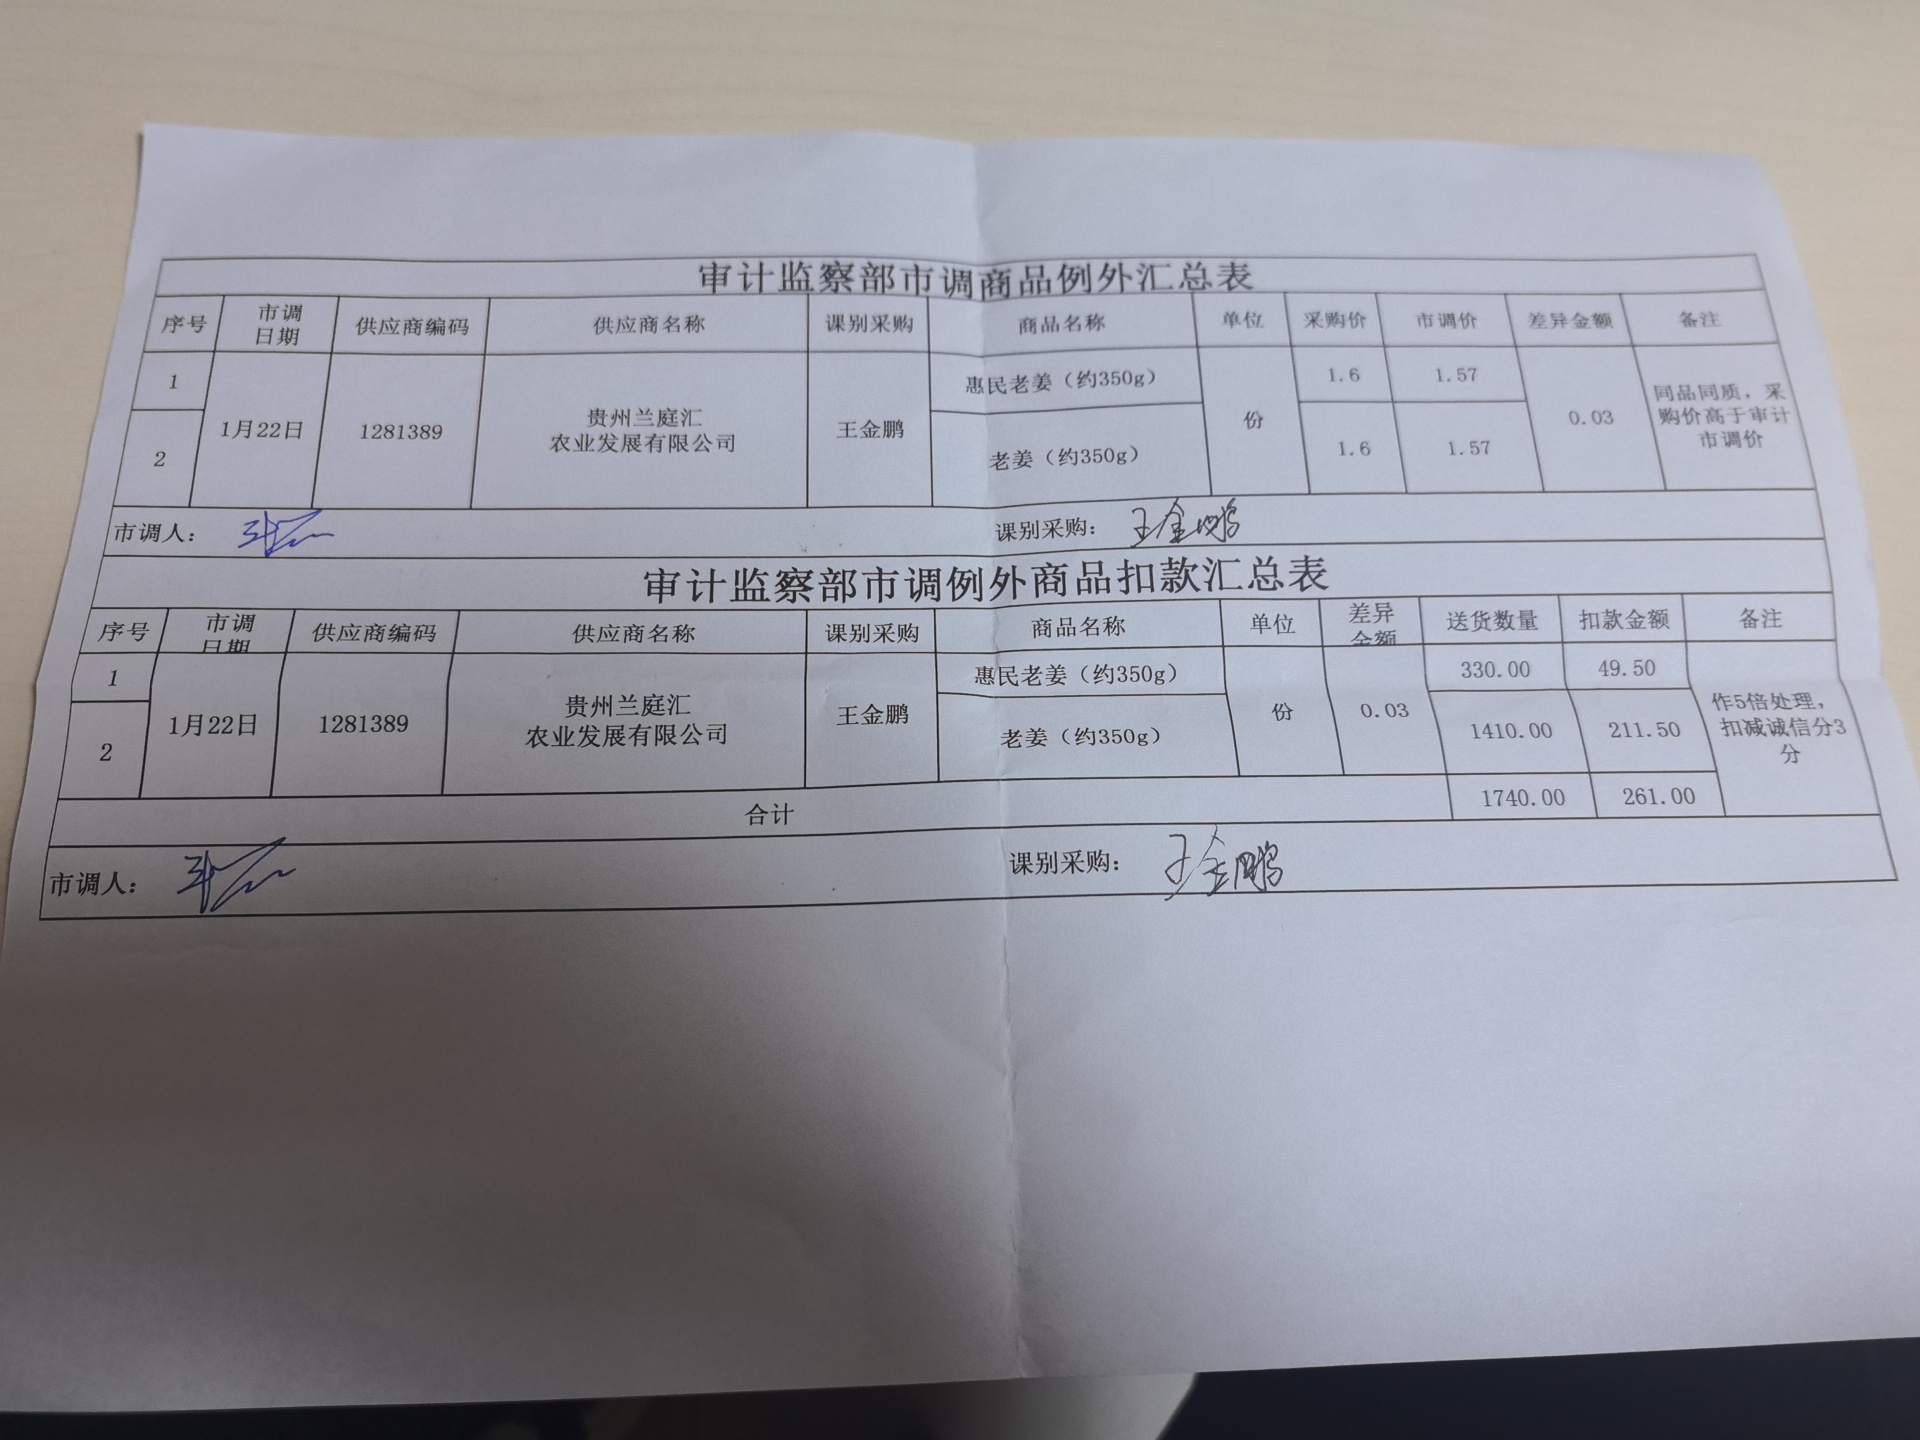 审计监察部市调商品例外汇总表
序号 市调日期 供应商编码 供应商名称 课别采购 商品名称 单位 采购价 市调价 差异金额 备注
1 1月22日 1281389 贵州兰庭汇农业发展有限公司 王金鹏 惠民老姜（约350g） 份 1.6 1.57 0.03 同品同质，采购价高于审计市调价
2 老姜（约350g） 1.6 1.57
市调人： 课别采购： 王金鹏
审计监察部市调例外商品扣款汇总表
序号 市调日期 供应商编码 供应商名称 课别采购 商品名称 单位 差异金额 送货数量 扣款金额 备注
1 1月22日 1281389 贵州兰庭汇农业发展有限公司 王金鹏 惠民老姜（约350g） 份 0.03 330.00 49.50 作5倍处理，扣减诚信分3分
2 老姜（约350g） 1410.00 211.50
合计 1740.00 261.00
市调人： 课别采购： 王金鹏